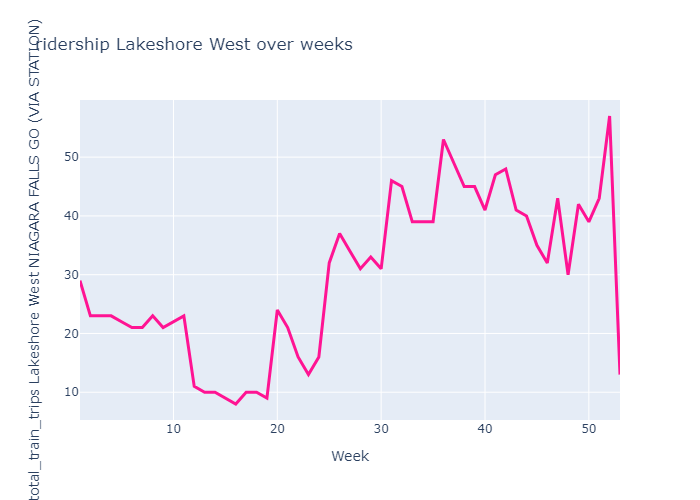 ridership Lakeshore West over weeks
total_train_trips Lakeshore West NIAGARA FALLS GO (VIA STATION)
50
40
30
20
10
10 20 30 40 50
Week